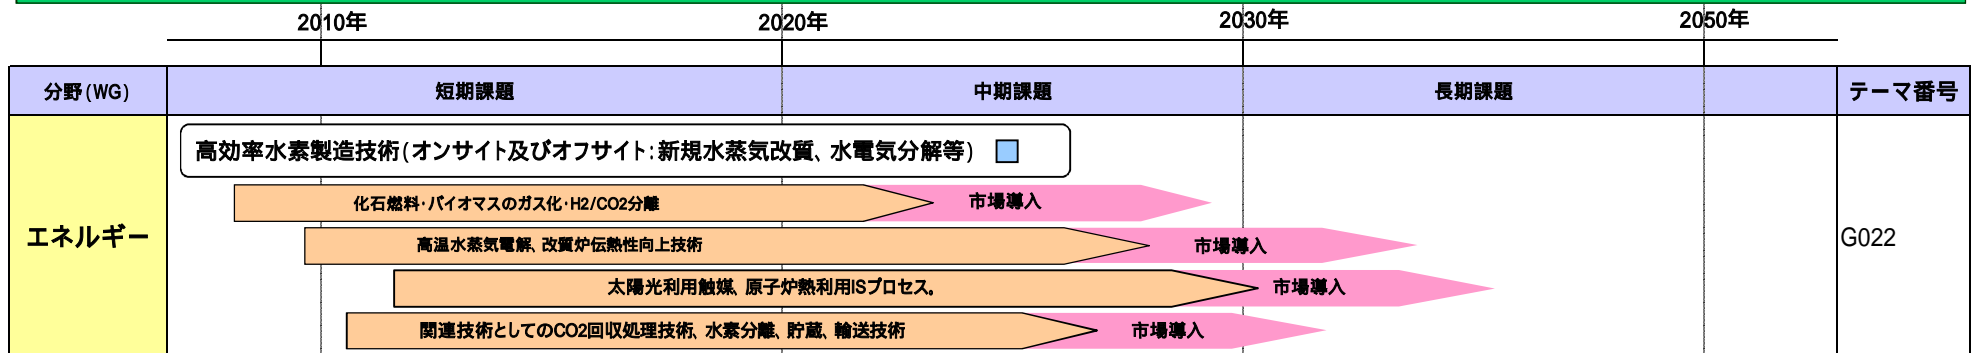 2010年 2020年 2030年 2050年
分野(WG) 短期課題 中期課題 長期課題 テーマ番号
高効率水素製造技術(オンサイト及びオフサイト:新規水蒸気改質、水電気分解等)
化石燃料・バイオマスのガス化・H2/CO2分離 市場導入
エネルギー
高温水蒸気電解、改質炉伝熱性向上技術 市場導入
G022
太陽光利用触媒、原子炉熱利用ISプロセス。 市場導入
関連技術としてのCO2回収処理技術、水素分離、貯蔵、輸送技術 市場導入